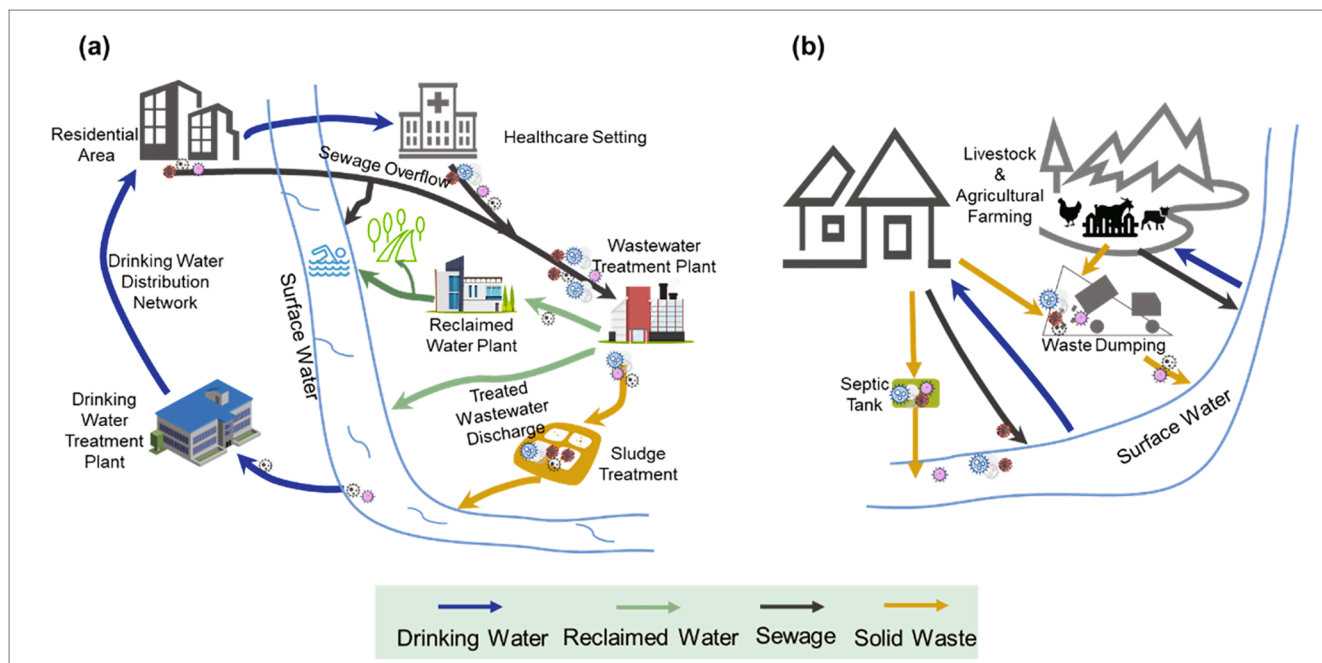 (a)
Residential
Area
Healthcare Setting
Sewage Overflow
Wastewater
Treatment Plant
Drinking Water
Distribution
Network
Surface Water
Reclaimed
Water Plant
Drinking
Water
Treatment
Plant
Treated
Wastewater
Discharge
Sludge
Treatment
(b)
Livestock
&
Agricultural
Farming
Waste Dumping
Septic
Tank
Surface Water
Drinking Water
Reclaimed Water
Sewage
Solid Waste